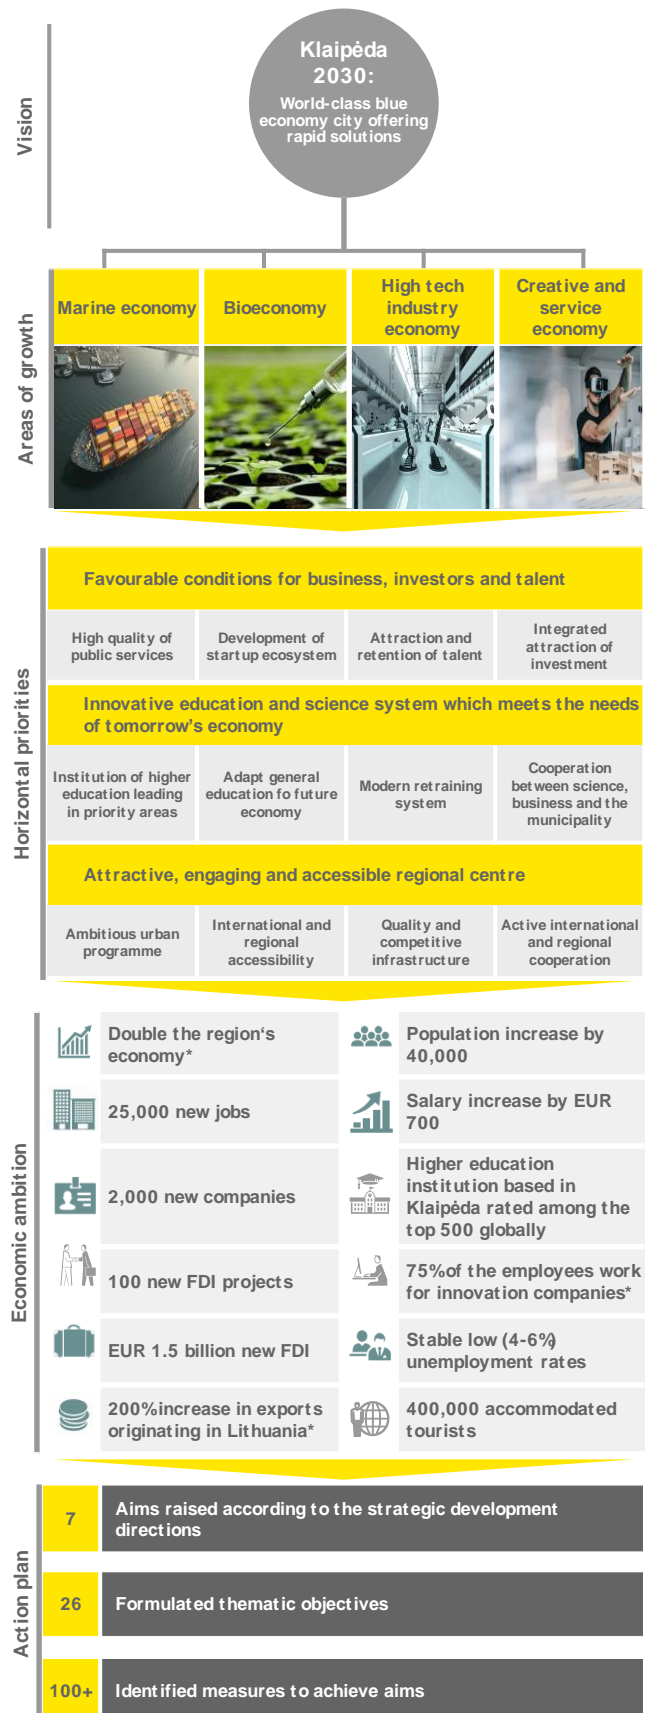 Vision
Klaipėda
2030:
World-class blue
economy city offering
rapid solutions
Areas of growth
Marine economy
Bioeconomy
High tech
industry
economy
Creative and
service
economy
Horizontal priorities
Favourable conditions for business, investors and talent
High quality of
public services
Development of
startup ecosystem
Attraction and
retention of talent
Integrated
attraction of
investment
Innovative education and science system which meets the needs
of tomorrow's economy
Institution of higher
education leading
in priority areas
Adapt general
education fo future
economy
Modern retraining
system
Cooperation
between science,
business and the
municipality
Attractive, engaging and accessible regional centre
Ambitious urban
programme
International and
regional
accessibility
Quality and
competitive
infrastructure
Active international
and regional
cooperation
Economic ambition
Double the region‘s
economy*
Population increase by
40,000
25,000 new jobs
Salary increase by EUR
700
2,000 new companies
Higher education
institution based in
Klaipėda rated among the
top 500 globally
100 new FDI projects
75% of the employees work
for innovation companies*
EUR 1.5 billion new FDI
Stable low (4-6%)
unemployment rates
200% increase in exports
originating in Lithuania*
400,000 accommodated
tourists
Action plan
7
Aims raised according to the strategic development
directions
26
Formulated thematic objectives
100+
Identified measures to achieve aims